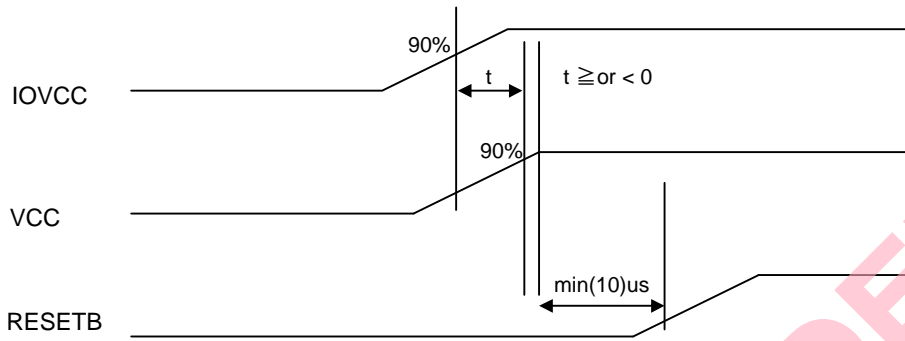 90%
IOVCC
t
t ≧or < 0
90%
VCC
min(10)us
RESETB